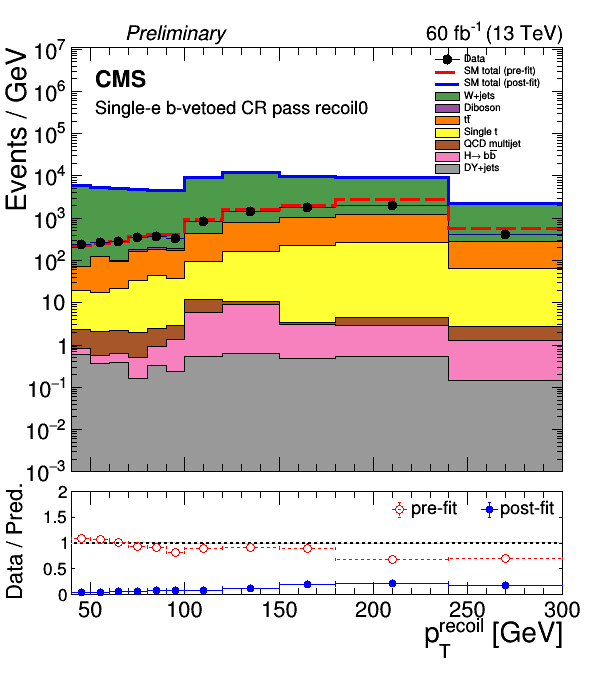 Preliminary 60 fb⁻¹ (13 TeV)
CMS
Single-e b-vetoed CR pass recoil0
Data
SM total (pre-fit)
SM total (post-fit)
W+jets
Diboson
tt̅
Single t
QCD multijet
H→ bb̅
DY+jets
Events / GeV
10⁷
10⁶
10⁵
10⁴
10³
10²
10
1
10⁻¹
10⁻²
10⁻³
pre-fit post-fit
Data / Pred.
2
1.5
1
0.5
0
50 100 150 200 250 300
p_T^recoil [GeV]